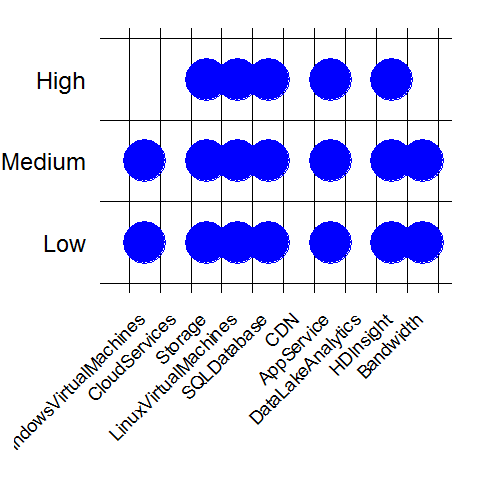 High
Medium
Low
ndowsVirtualMachines
CloudServices
Storage
LinuxVirtualMachines
SQLDatabase
CDN
AppService
DataLakeAnalytics
HDInsight
Bandwidth